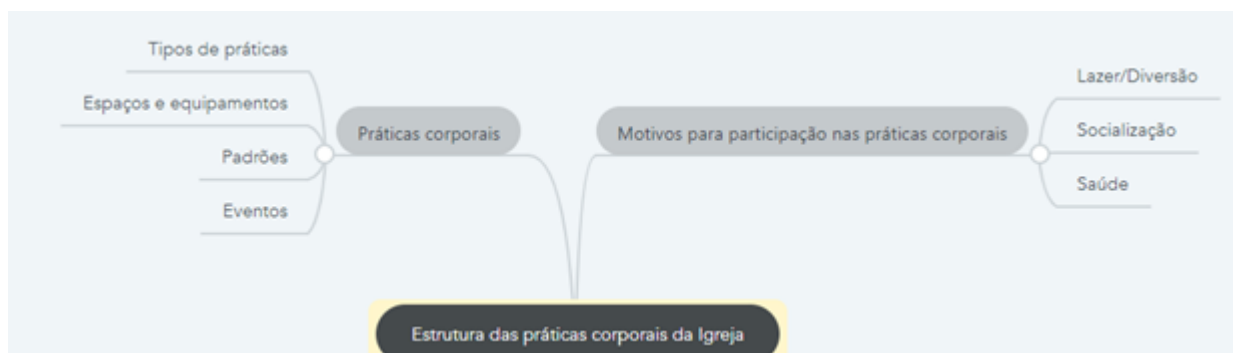 Tipos de práticas
Espaços e equipamentos
Padrões
Eventos
Práticas corporais
Motivos para participação nas práticas corporais
Lazer/Diversão
Socialização
Saúde
Estrutura das práticas corporais da Igreja